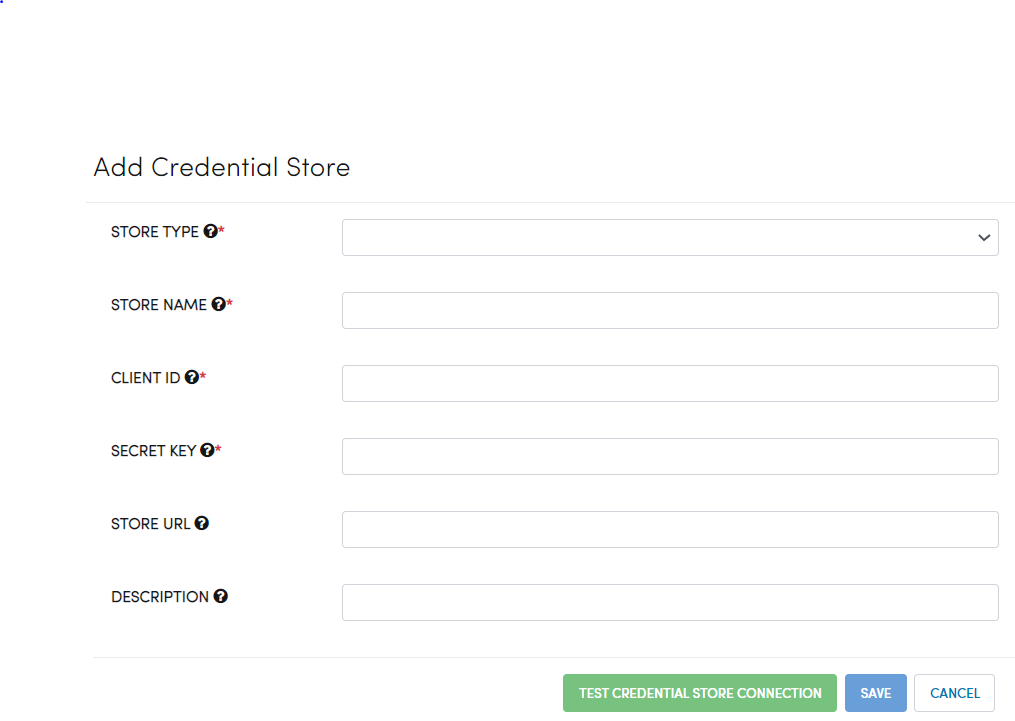 Add Credential Store
STORE TYPE ?*
STORE NAME ?*
CLIENT ID ?*
SECRET KEY ?*
STORE URL ?
DESCRIPTION ?
TEST CREDENTIAL STORE CONNECTION SAVE CANCEL